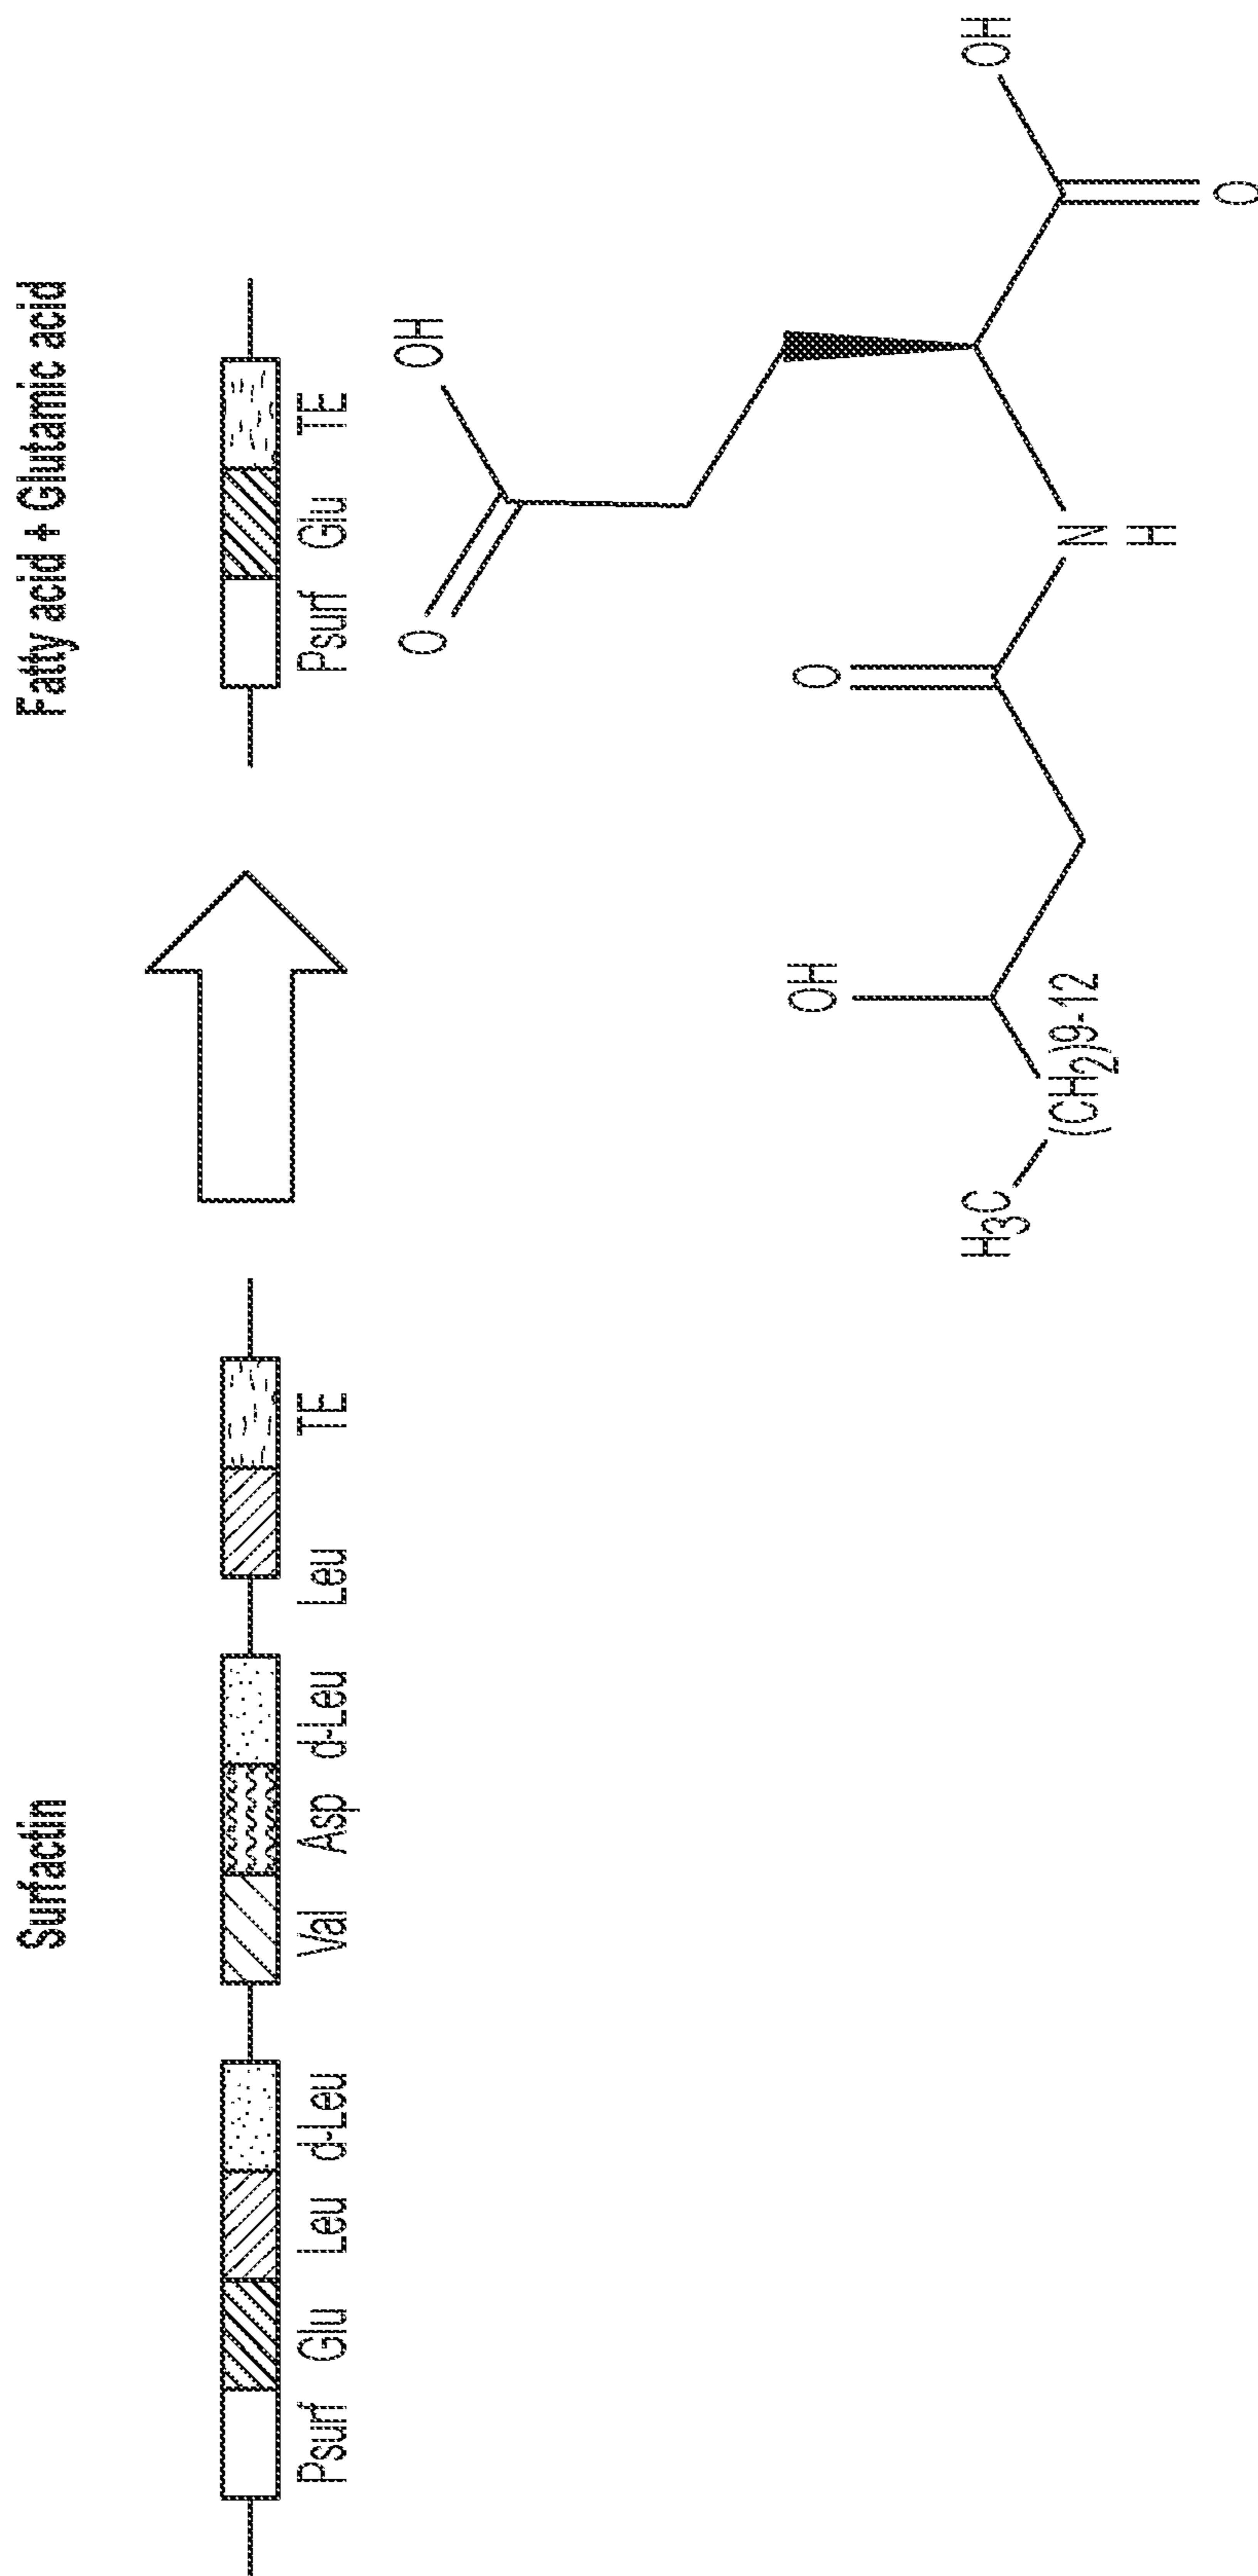 Surfactin
Psurf Glu Leu d-Leu Val Asp d-Leu Leu TE
Fatty acid + Glutamic acid
Psurf Glu TE
O
OH
OH
O
H3C
(CH2)9-12
N
H
O
OH